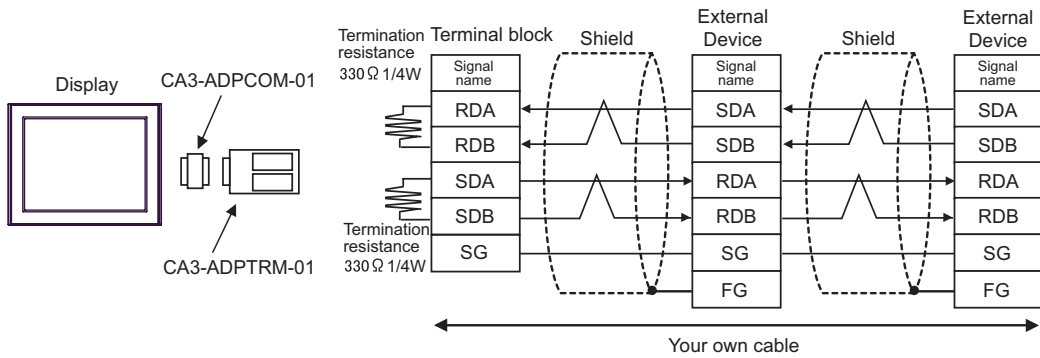 Display
CA3-ADPCOM-01
CA3-ADPTRM-01
Termination
resistance
330Ω 1/4W
Termination
resistance
330Ω 1/4W
Terminal block
Signal
name
RDA
RDB
SDA
SDB
SG
Shield
External
Device
Signal
name
SDA
SDB
RDA
RDB
SG
FG
Shield
External
Device
Signal
name
SDA
SDB
RDA
RDB
SG
FG
Your own cable